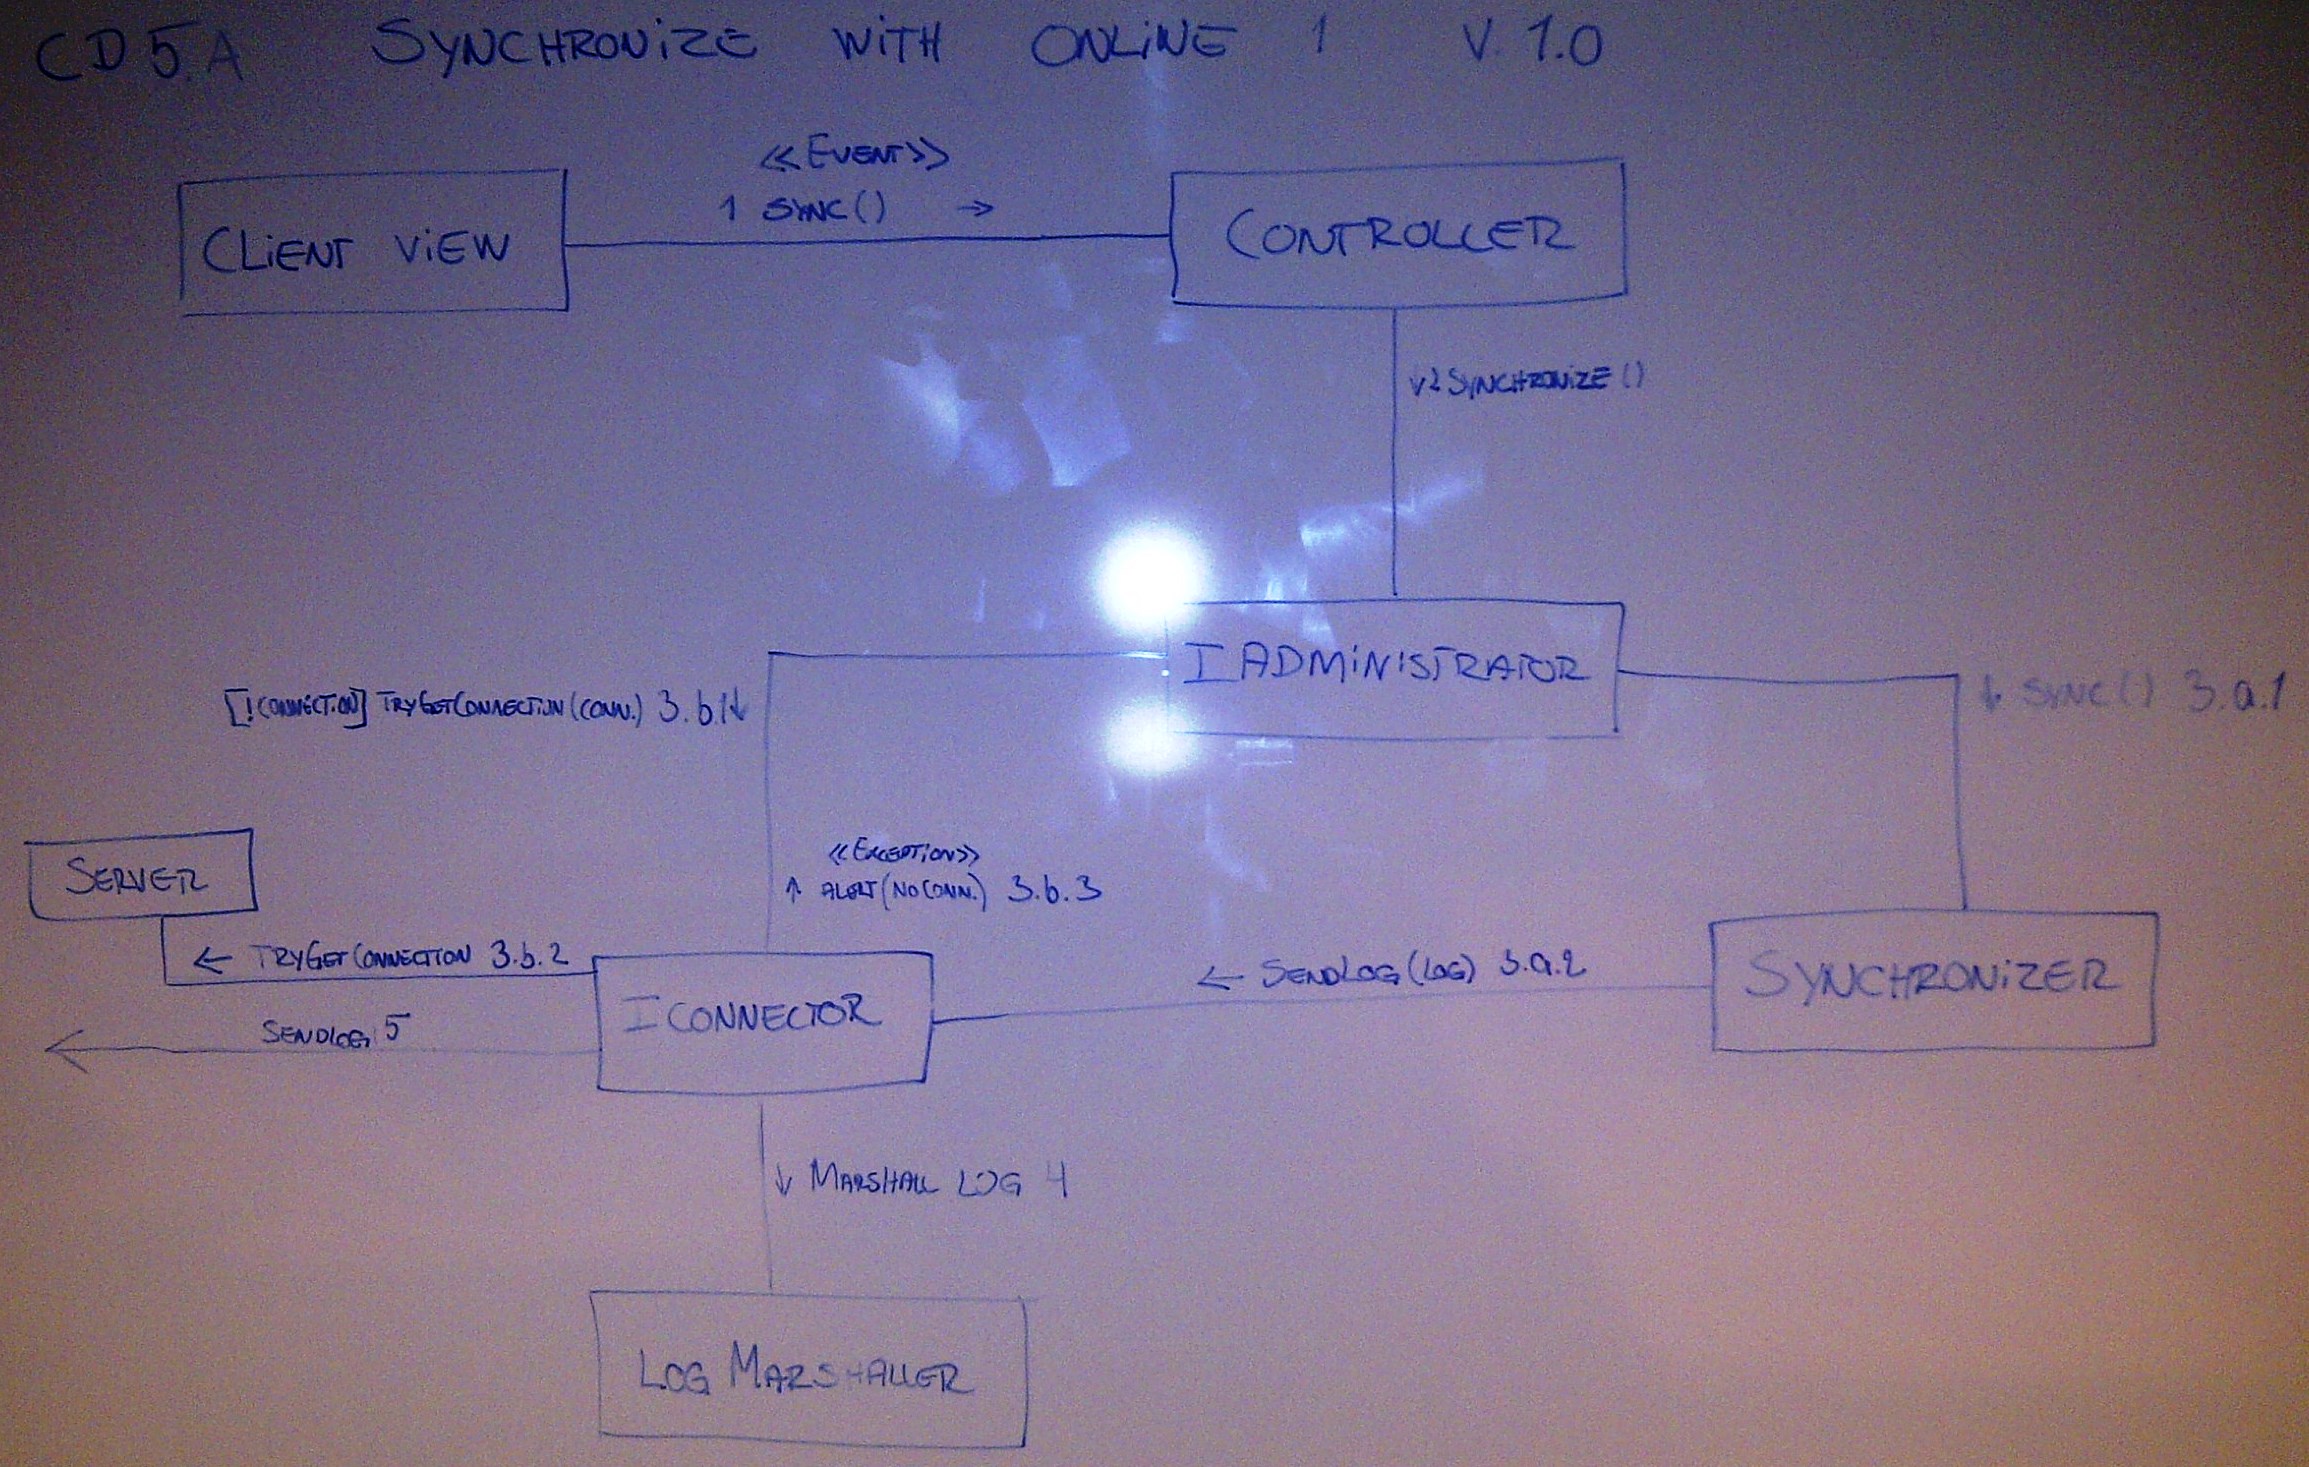 CD5.A SYNCHRONIZE WITH ONLINE 1 V. 1.0
<<EVENT>>
1 SYNC() →
CLIENT VIEW
CONTROLLER
↓2 SYNCHRONIZE()
I ADMINISTRATOR
[!CONNECTION] TRYGETCONNECTION(CONN.) 3.b.1↓
↓ SYNC() 3.a.1
<<EXCEPTION>>
↑ ALERT(NOCONN.) 3.b.3
SERVER
← TRYGETCONNECTION 3.b.2
← SENDLOG(LOG) 3.a.2
SYNCHRONIZER
I CONNECTOR
SENDLOG 5
↓ MARSHALL LOG 4
LOG MARSHALLER